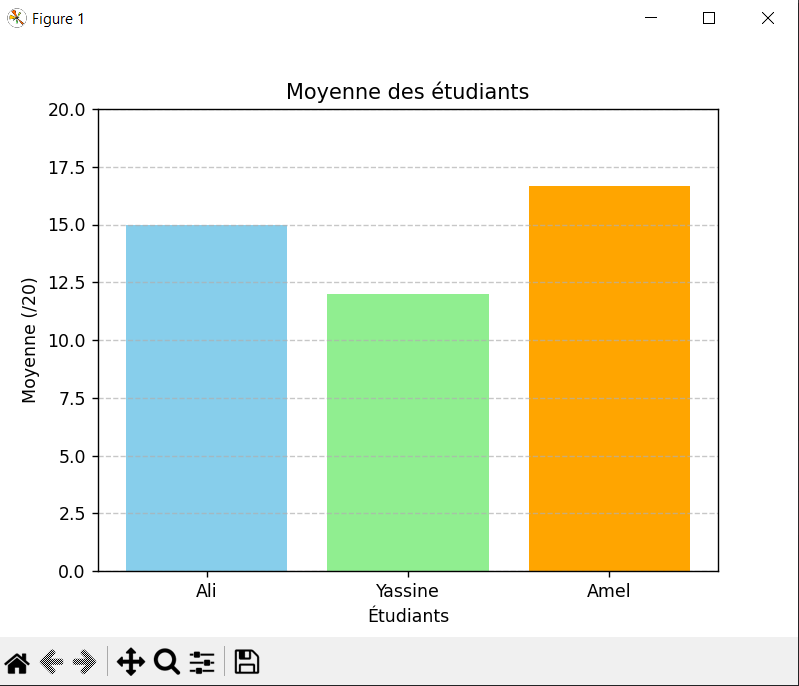 Figure 1
Moyenne des étudiants
20.0
17.5
15.0
12.5
10.0
7.5
5.0
2.5
0.0
Moyenne (/20)
Ali Yassine Amel
Étudiants